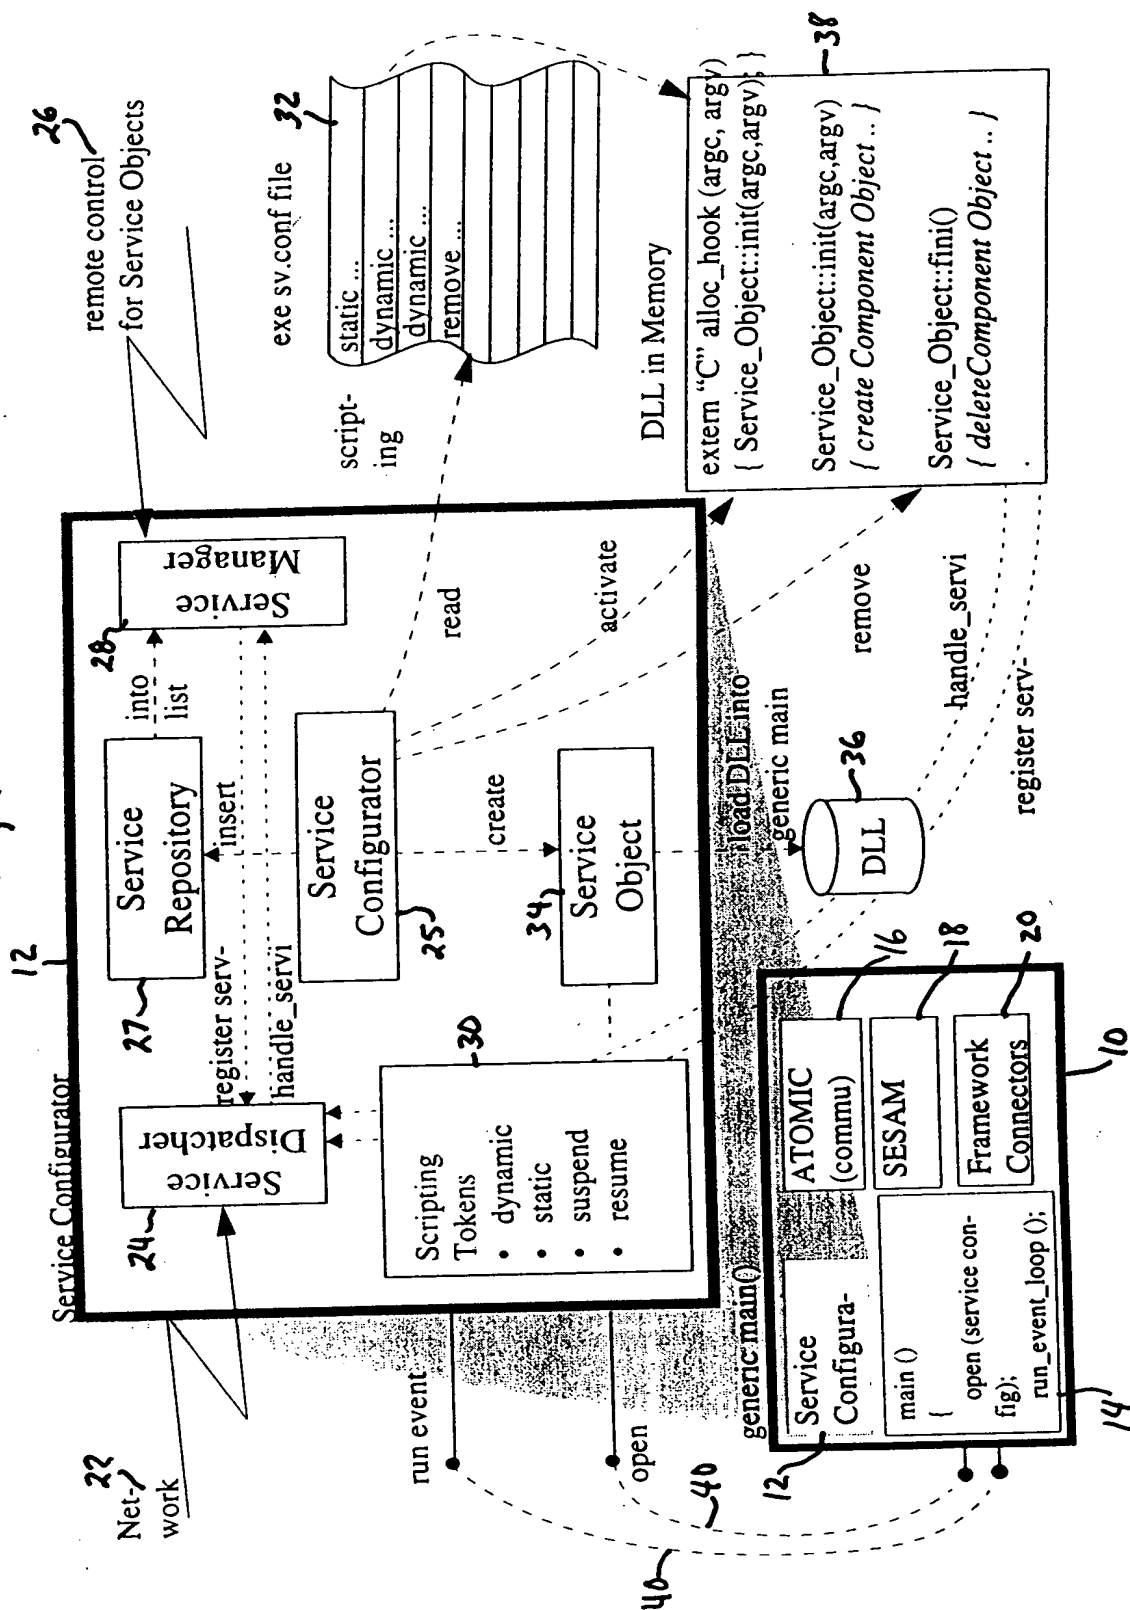 Service Configurator
12
Net-
work
22
Service
Dispatcher
24
Service
Repository
27
into
list
Service
Manager
28
remote control
for Service Objects
26
register serv-
handle_servi
insert
Service
Configurator
25
create
read
activate
Service
Object
34
Scripting
Tokens
• dynamic
• static
• suspend
• resume
30
script-
ing
exe sv.conf file
32
static ...
dynamic ...
dynamic ...
remove ...
DLL in Memory
38
extern “C” alloc_hook (argc, argv)
{ Service_Object::init(argc,argv); }
Service_Object::init(argc,argv)
{ create Component Object .. }
Service_Object::fini()
{ deleteComponent Object .. }
load DLL into
generic main
remove
handle_servi
register serv-
DLL
36
run event
open
40
40
generic main()
Service
Configura-
12
ATOMIC
(commu)
16
SESAM
18
Framework
Connectors
20
main ()
{
open (service con-
fig);
run_event_loop ();
14
10